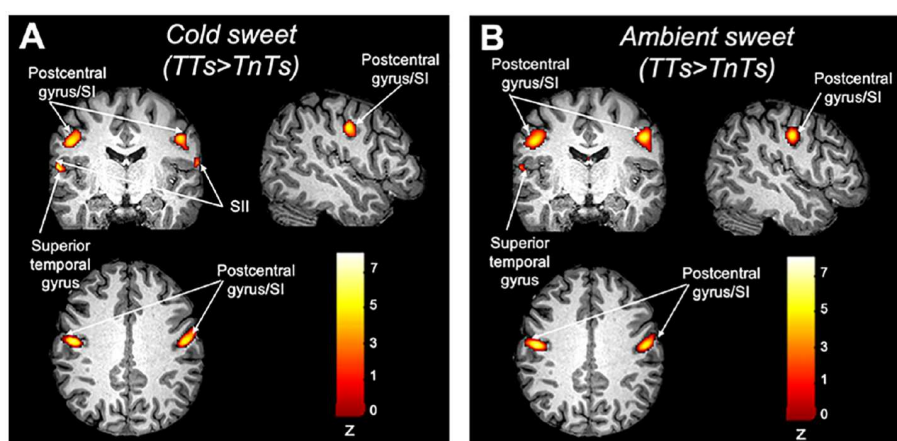 A
Cold sweet
(TTs>TnTs)
Postcentral
gyrus/SI
Postcentral
gyrus/SI
SII
Superior
temporal
gyrus
Postcentral
gyrus/SI
7
5
3
1
0
z
B
Ambient sweet
(TTs>TnTs)
Postcentral
gyrus/SI
Postcentral
gyrus/SI
Superior
temporal
gyrus
Postcentral
gyrus/SI
7
5
3
1
0
z